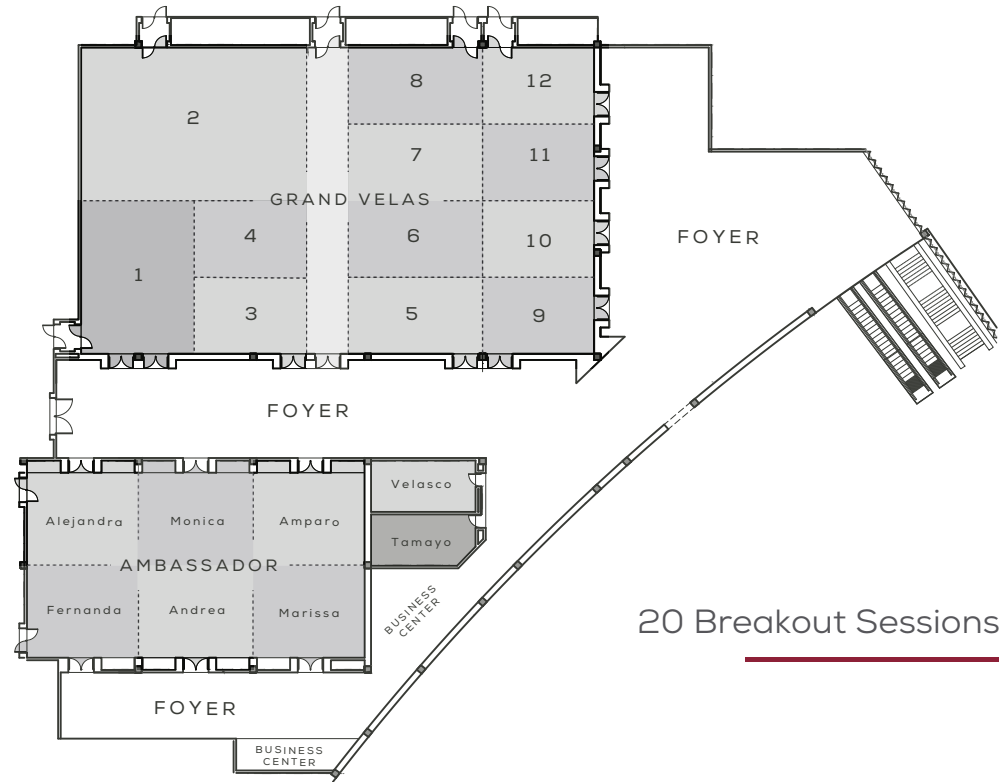 8
12
2
7
11
GRAND VELAS
4
6
10
FOYER
1
3
5
9
FOYER
Velasco
Alejandra
Monica
Amparo
Tamayo
AMBASSADOR
Fernanda
Andrea
Marissa
BUSINESS
CENTER
20 Breakout Sessions
FOYER
BUSINESS
CENTER